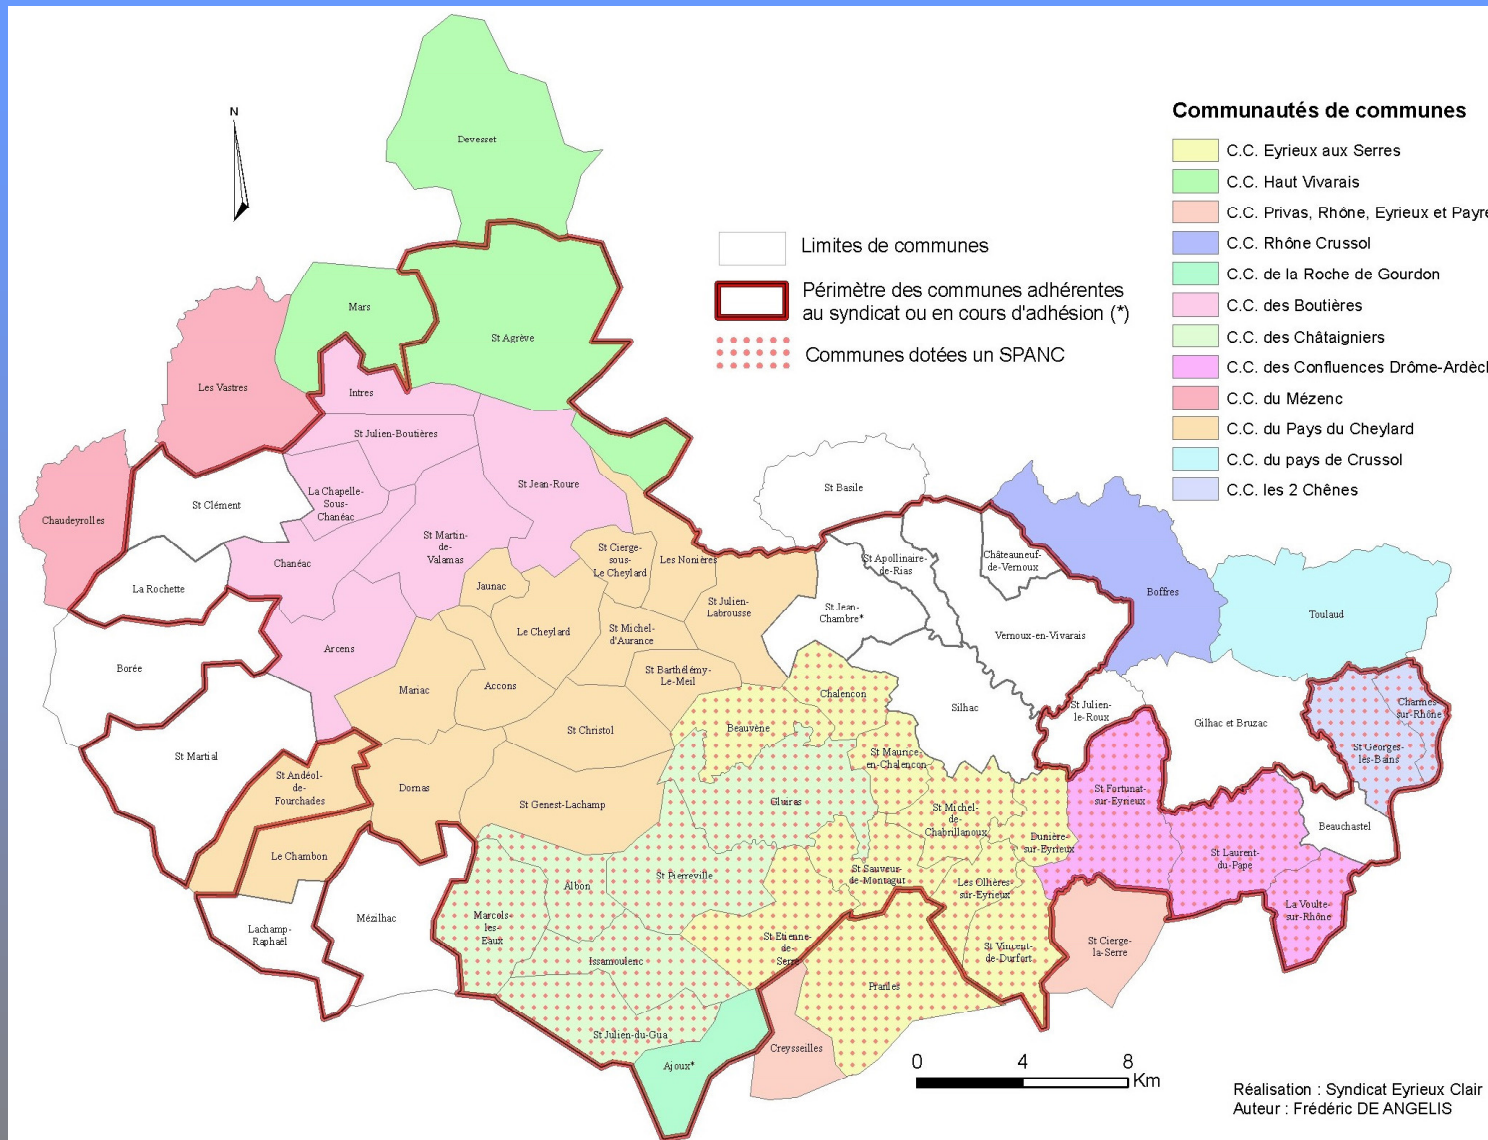 N
Devesset
Communautés de communes
C.C. Eyrieux aux Serres
C.C. Haut Vivarais
C.C. Privas, Rhône, Eyrieux et Payre
C.C. Rhône Crussol
C.C. de la Roche de Gourdon
C.C. des Boutières
C.C. des Châtaigniers
C.C. des Confluences Drôme-Ardèch
C.C. du Mézenc
C.C. du Pays du Cheylard
C.C. du pays de Crussol
C.C. les 2 Chênes
Limites de communes
Périmètre des communes adhérentes
au syndicat ou en cours d'adhésion (*)
Communes dotées un SPANC
Mars
St Agrève
Les Vastres
Intres
St Julien-Boutières
St Jean-Roure
La Chapelle-
Sous-
Chanéac
St Clément
Chaudeyrolles
St Martin-
de-
Valamas
Chanéac
La Rochette
Jaunac
St Cierge-
sous-
Le Cheylard
Les Nonières
St Basile
St Apollinaire-
de-Rias
Châteauneuf-
de-Vernoux
Boffres
Toulaud
St Julien-
Labrousse
St Jean-
Chambre*
Vernoux-en-Vivarais
Le Cheylard
St Michel-
d'Aurance
Arcens
Borée
Mariac
Accons
St Barthélémy-
Le-Meil
Chalencon
Silhac
St Julien-
le-Roux
Gilhac et Bruzac
Charmes-
sur-Rhône
St Georges-
les-Bains
St Christol
Beauvène
St Maurice-
en-Chalencon
St Martial
St Andéol-
de-
Fourchades
Dornas
St Genest-Lachamp
Gluiras
St Michel-
de-
Chabrillanoux
St Fortunat-
sur-Eyrieux
Dunière-
sur-Eyrieux
Beauchastel
Le Chambon
St Laurent-
du-Pape
Albon
St Pierreville
St Sauveur-
de-Montagut
Les Ollières-
sur-Eyrieux
La Voulte-
sur-Rhône
Lachamp-
Raphaël
Mézilhac
Marcols-
les-
Eaux
Issamoulenc
St Etienne-
de-
Serre
St Vincent-
de-Durfort
St Cierge-
la-Serre
Pranles
St Julien-du-Gua
Ajoux*
Creysseilles
0 4 8
Km
Réalisation : Syndicat Eyrieux Clair
Auteur : Frédéric DE ANGELIS